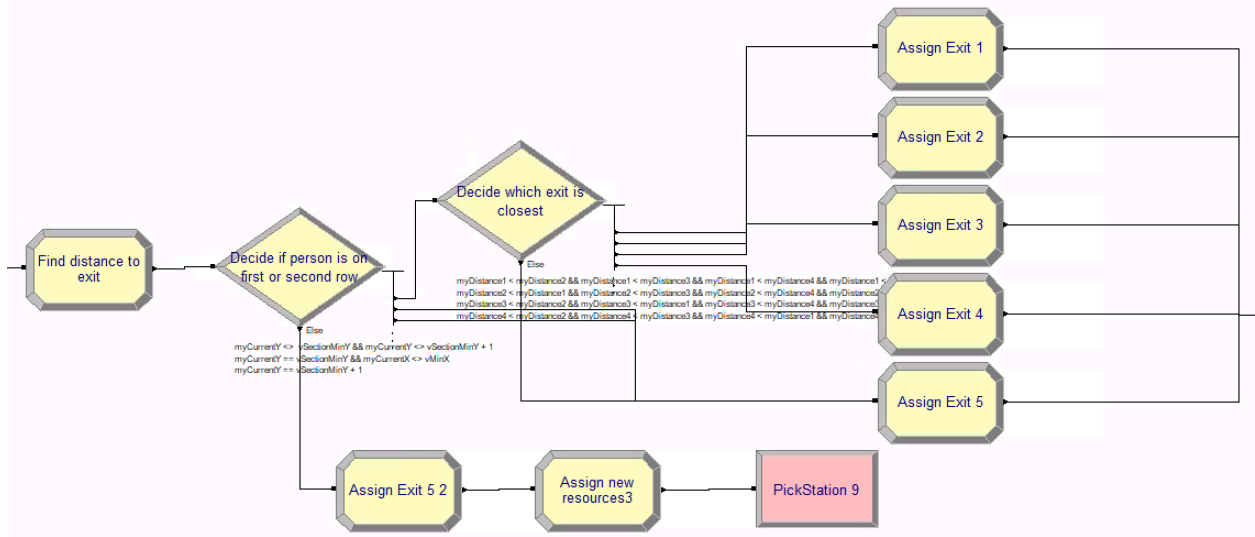 Assign Exit 1
Assign Exit 2
Decide which exit is
closest
Assign Exit 3
Find distance to
exit
Decide if person is on
first or second row
Else
myDistance1 < myDistance2 && myDistance1 < myDistance3 && myDistance1 < myDistance4 && myDistance1 <
myDistance2 < myDistance1 && myDistance2 < myDistance3 && myDistance2 < myDistance4 && myDistance2
myDistance3 < myDistance2 && myDistance3 < myDistance1 && myDistance3
myDistance4 < myDistance2 && myDistance4 < myDistance3 && myDistance4 < myDistance1 && myDistance4
Assign Exit 4
Else
myCurrentY <> vSectionMinY && myCurrentY <> vSectionMinY + 1
myCurrentY == vSectionMinY && myCurrentX <> vMinX
myCurrentY == vSectionMinY + 1
Assign Exit 5
Assign Exit 5 2
Assign new
resources3
PickStation 9